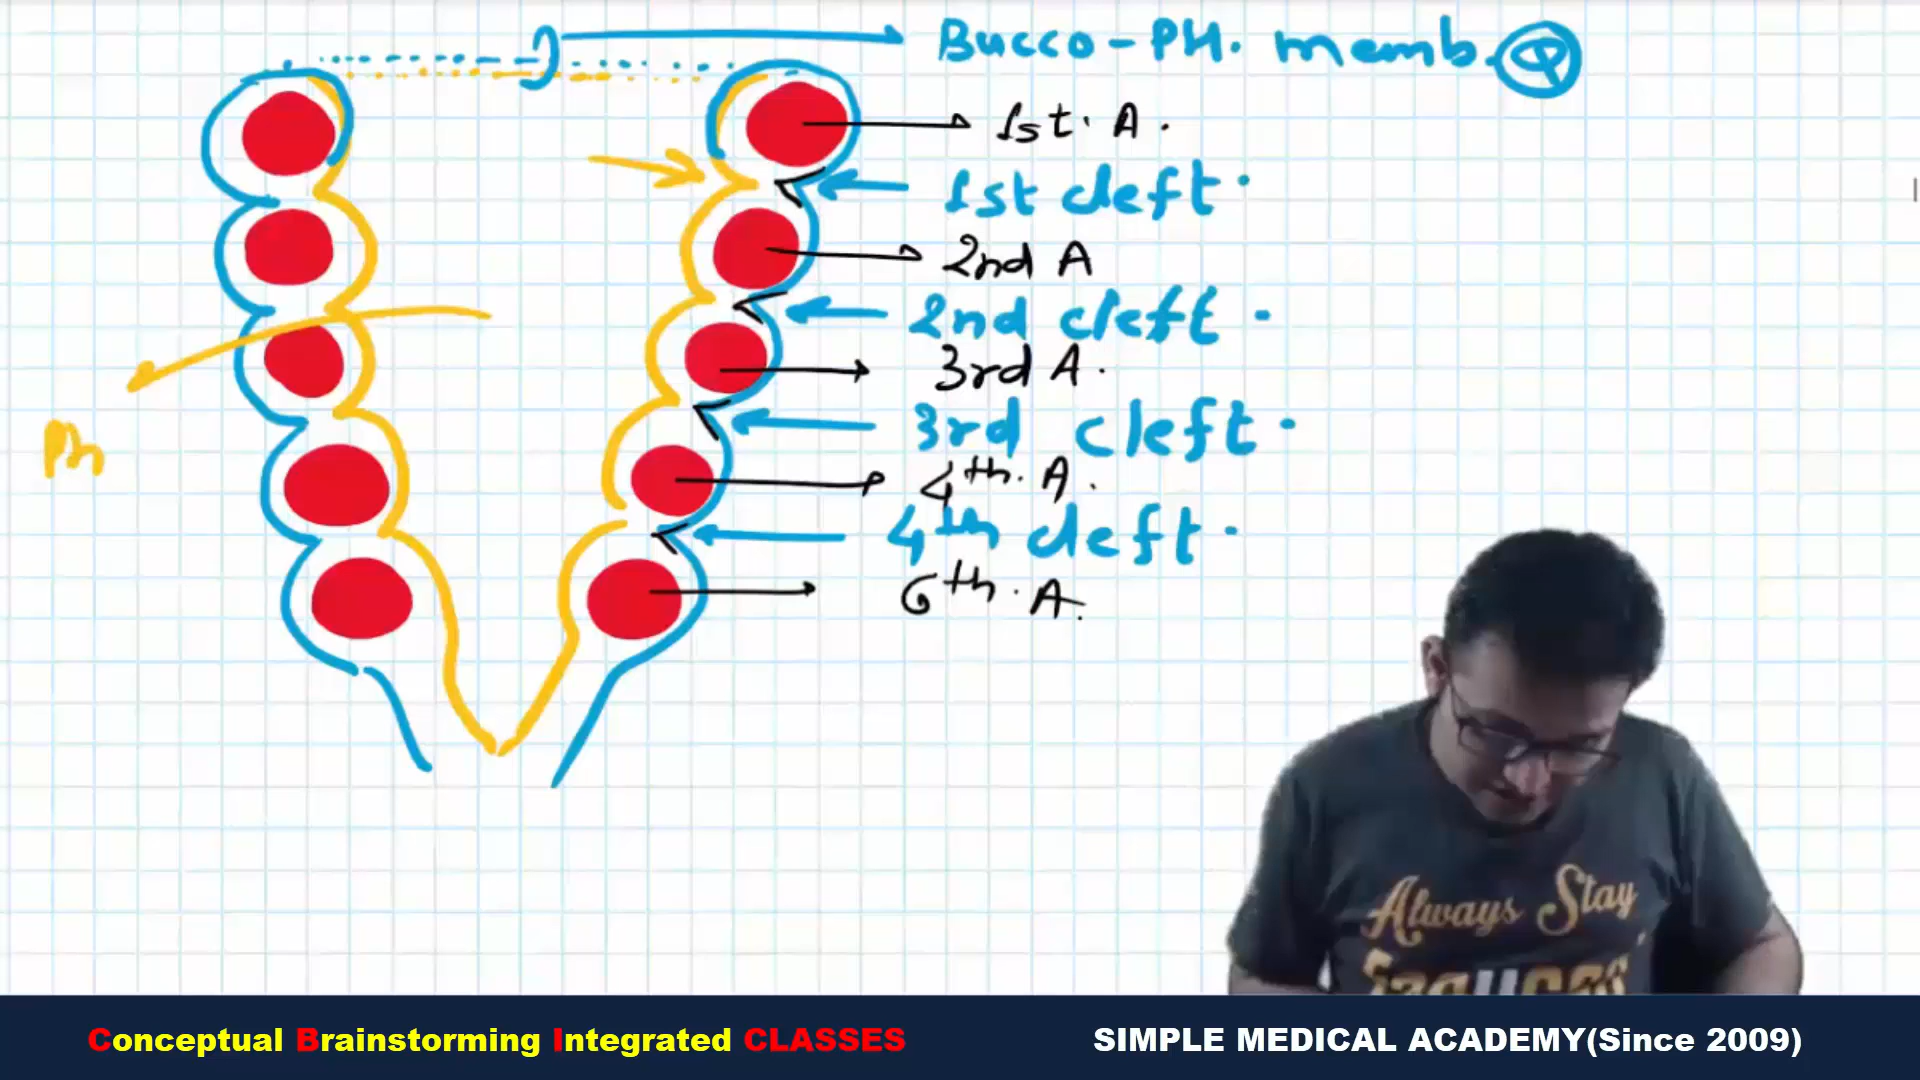 Bucco-PH. memb.
1st. A.
1st cleft.
2nd A
2nd cleft.
3rd A.
3rd cleft.
4th. A.
4th cleft.
6th. A.
Ph
Always Stay
Conceptual Brainstorming Integrated CLASSES
SIMPLE MEDICAL ACADEMY(Since 2009)